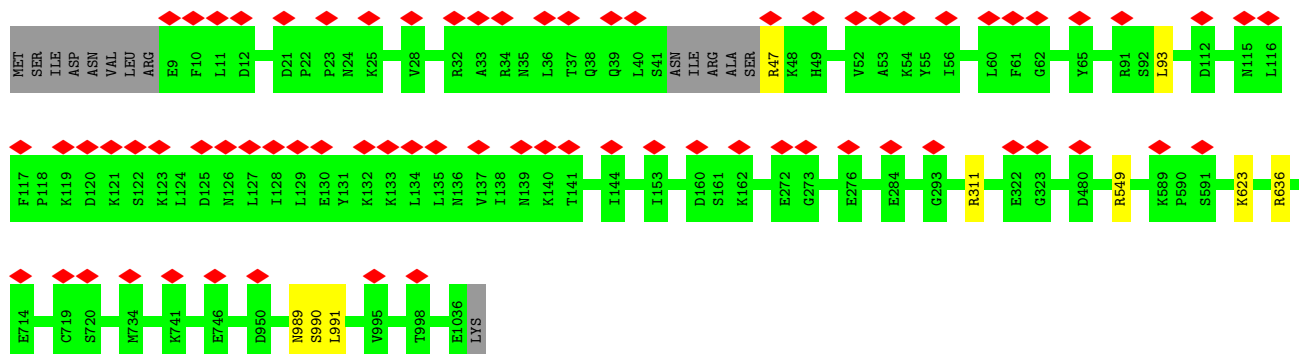 MET SER ILE ASP ASN VAL LEU ARG E9 F10 L11 D12 D21 P22 P23 N24 K25 V28 R32 A33 R34 N35 L36 T37 Q38 Q39 L40 S41 ASN ILE ARG ALA SER R47 K48 H49 V52 A53 K54 Y55 I56 L60 F61 G62 Y65 R91 S92 L93 D112 N115 L116
F117 P118 K119 D120 K121 S122 K123 L124 D125 N126 L127 I128 L129 E130 Y131 K132 K133 L134 L135 N136 V137 I138 N139 K140 T141 I144 I153 D160 S161 K162 E272 G273 E276 E284 G293 R311 E322 G323 D480 R549 K589 P590 S591 K623 R636
E714 C719 S720 M734 K741 E746 D950 N989 S990 L991 V995 T998 E1036 LYS